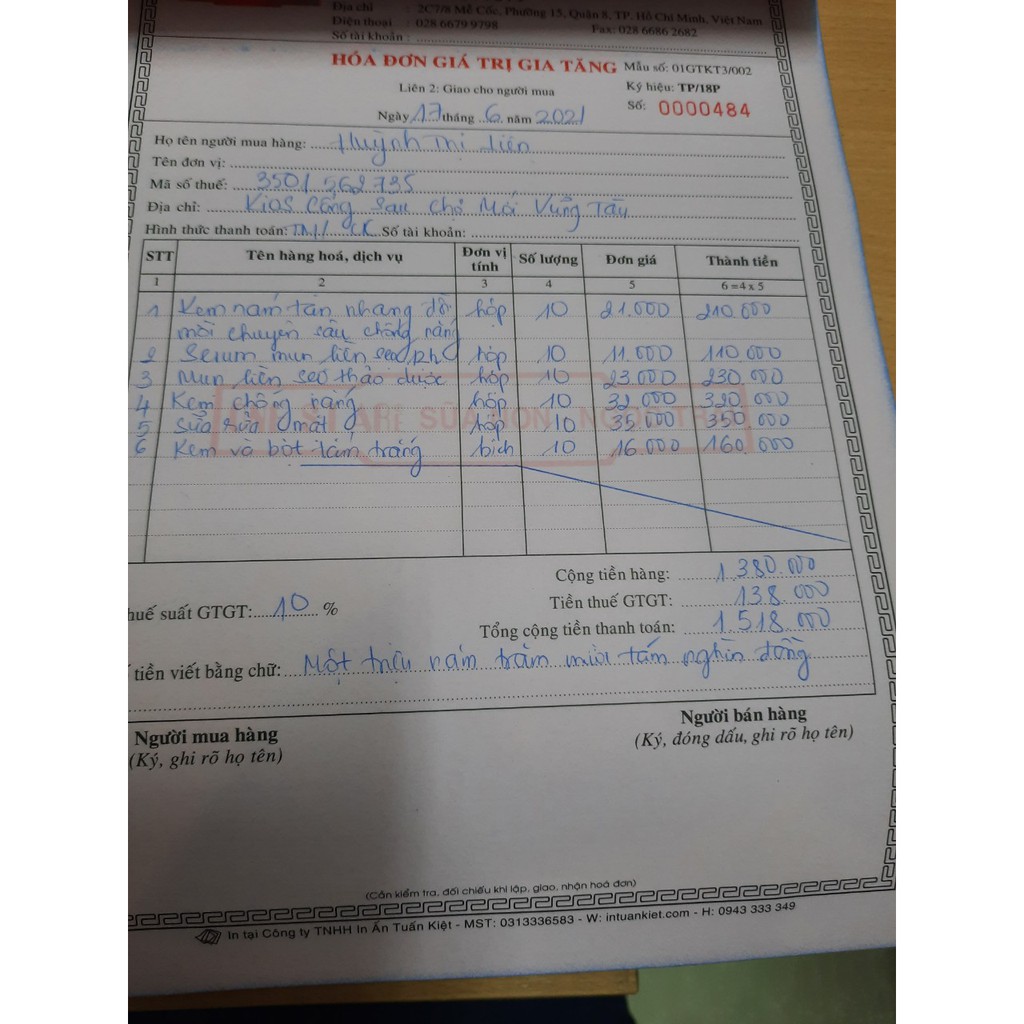 Địa chỉ : 2C7/8 Mễ Cốc, Phường 15, Quận 8, TP. Hồ Chí Minh, Việt Nam
Điện thoại : 028 6679 9798 Fax: 028 6686 2682
Số tài khoản :
HÓA ĐƠN GIÁ TRỊ GIA TĂNG Mẫu số: 01GTKT3/002
Liên 2: Giao cho người mua Ký hiệu: TP/18P
Số: 0000484
Ngày 17 tháng 6 năm 2021
Họ tên người mua hàng: Huỳnh Thị Liên
Tên đơn vị:
Mã số thuế: 3501562735
Địa chỉ: Kios cổng sau chợ Mới Vũng Tàu
Hình thức thanh toán: TM/CK Số tài khoản:
STT Tên hàng hoá, dịch vụ Đơn vị tính Số lượng Đơn giá Thành tiền
1 2 3 4 5 6 =4 x 5
1 Kem nám tàn nhang đồi hộp 10 21.000 210.000
mồi chuyên sâu chống nắng
2 Serum mụn liền sẹo hộp 10 11.000 110.000
3 Mụn liền sẹo thảo dược hộp 10 23.000 230.000
4 Kem chống nắng hộp 10 32.000 320.000
5 Sữa rửa mặt hộp 10 35.000 350.000
6 Kem và bột tắm trắng bịch 10 16.000 160.000
Cộng tiền hàng: 1.380.000
huế suất GTGT: 10 % Tiền thuế GTGT: 138.000
Tổng cộng tiền thanh toán: 1.518.000
tiền viết bằng chữ: Một triệu năm trăm mười tám nghìn đồng
Người mua hàng Người bán hàng
(Ký, ghi rõ họ tên) (Ký, đóng dấu, ghi rõ họ tên)
(Cần kiểm tra, đối chiếu khi lập, giao, nhận hoá đơn)
In tại Công ty TNHH In Ấn Tuấn Kiệt - MST: 0313336583 - W: intuankiet.com - H: 0943 333 349